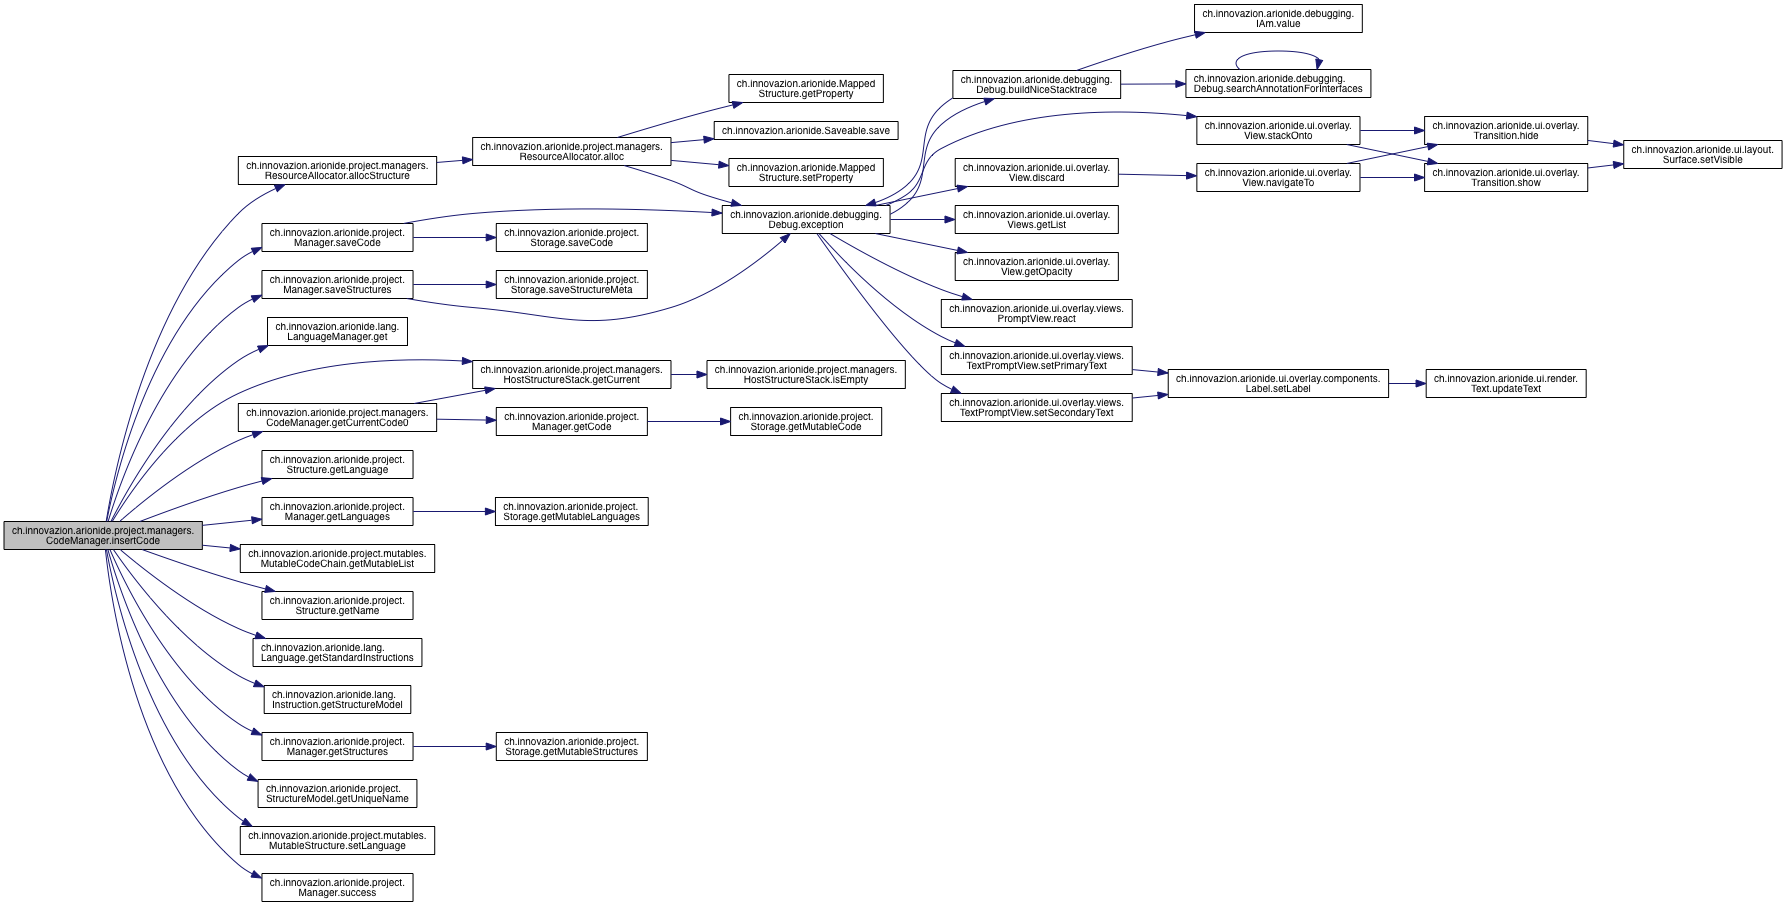 ch.innovazion.arionide.project.managers.
CodeManager.insertCode
ch.innovazion.arionide.project.managers.
ResourceAllocator.allocStructure
ch.innovazion.arionide.project.
Manager.saveCode
ch.innovazion.arionide.project.
Manager.saveStructures
ch.innovazion.arionide.lang.
LanguageManager.get
ch.innovazion.arionide.project.managers.
CodeManager.getCurrentCode0
ch.innovazion.arionide.project.
Structure.getLanguage
ch.innovazion.arionide.project.
Manager.getLanguages
ch.innovazion.arionide.project.mutables.
MutableCodeChain.getMutableList
ch.innovazion.arionide.project.
Structure.getName
ch.innovazion.arionide.lang.
Language.getStandardInstructions
ch.innovazion.arionide.lang.
Instruction.getStructureModel
ch.innovazion.arionide.project.
Manager.getStructures
ch.innovazion.arionide.project.
StructureModel.getUniqueName
ch.innovazion.arionide.project.mutables.
MutableStructure.setLanguage
ch.innovazion.arionide.project.
Manager.success
ch.innovazion.arionide.project.managers.
ResourceAllocator.alloc
ch.innovazion.arionide.project.
Storage.saveCode
ch.innovazion.arionide.project.
Storage.saveStructureMeta
ch.innovazion.arionide.project.managers.
HostStructureStack.getCurrent
ch.innovazion.arionide.project.
Manager.getCode
ch.innovazion.arionide.project.
Storage.getMutableLanguages
ch.innovazion.arionide.project.
Storage.getMutableStructures
ch.innovazion.arionide.Mapped
Structure.getProperty
ch.innovazion.arionide.Saveable.save
ch.innovazion.arionide.Mapped
Structure.setProperty
ch.innovazion.arionide.debugging.
Debug.exception
ch.innovazion.arionide.project.managers.
HostStructureStack.isEmpty
ch.innovazion.arionide.project.
Storage.getMutableCode
ch.innovazion.arionide.debugging.
Debug.buildNiceStacktrace
ch.innovazion.arionide.ui.overlay.
View.discard
ch.innovazion.arionide.ui.overlay.
Views.getList
ch.innovazion.arionide.ui.overlay.
View.getOpacity
ch.innovazion.arionide.ui.overlay.views.
PromptView.react
ch.innovazion.arionide.ui.overlay.views.
TextPromptView.setPrimaryText
ch.innovazion.arionide.ui.overlay.views.
TextPromptView.setSecondaryText
ch.innovazion.arionide.debugging.
IAm.value
ch.innovazion.arionide.debugging.
Debug.searchAnnotationForInterfaces
ch.innovazion.arionide.ui.overlay.
View.stackOnto
ch.innovazion.arionide.ui.overlay.
View.navigateTo
ch.innovazion.arionide.ui.overlay.components.
Label.setLabel
ch.innovazion.arionide.ui.overlay.
Transition.hide
ch.innovazion.arionide.ui.overlay.
Transition.show
ch.innovazion.arionide.ui.render.
Text.updateText
ch.innovazion.arionide.ui.layout.
Surface.setVisible